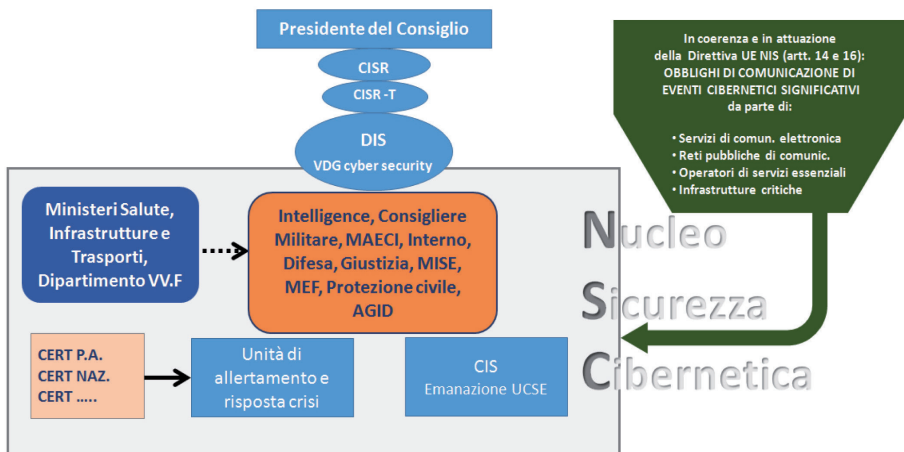 Presidente del Consiglio
CISR
CISR -T
DIS
VDG cyber security
In coerenza e in attuazione
della Direttiva UE NIS (artt. 14 e 16):
OBBLIGHI DI COMUNICAZIONE DI
EVENTI CIBERNETICI SIGNIFICATIVI
da parte di:
• Servizi di comun. elettronica
• Reti pubbliche di comunic.
• Operatori di servizi essenziali
• Infrastrutture critiche
Ministeri Salute,
Infrastrutture e
Trasporti,
Dipartimento VV.F
Intelligence, Consigliere
Militare, MAECI, Interno,
Difesa, Giustizia, MISE,
MEF, Protezione civile,
AGID
Nucleo
Sicurezza
Cibernetica
CERT P.A.
CERT NAZ.
CERT .....
Unità di
allertamento e
risposta crisi
CIS
Emanazione UCSE